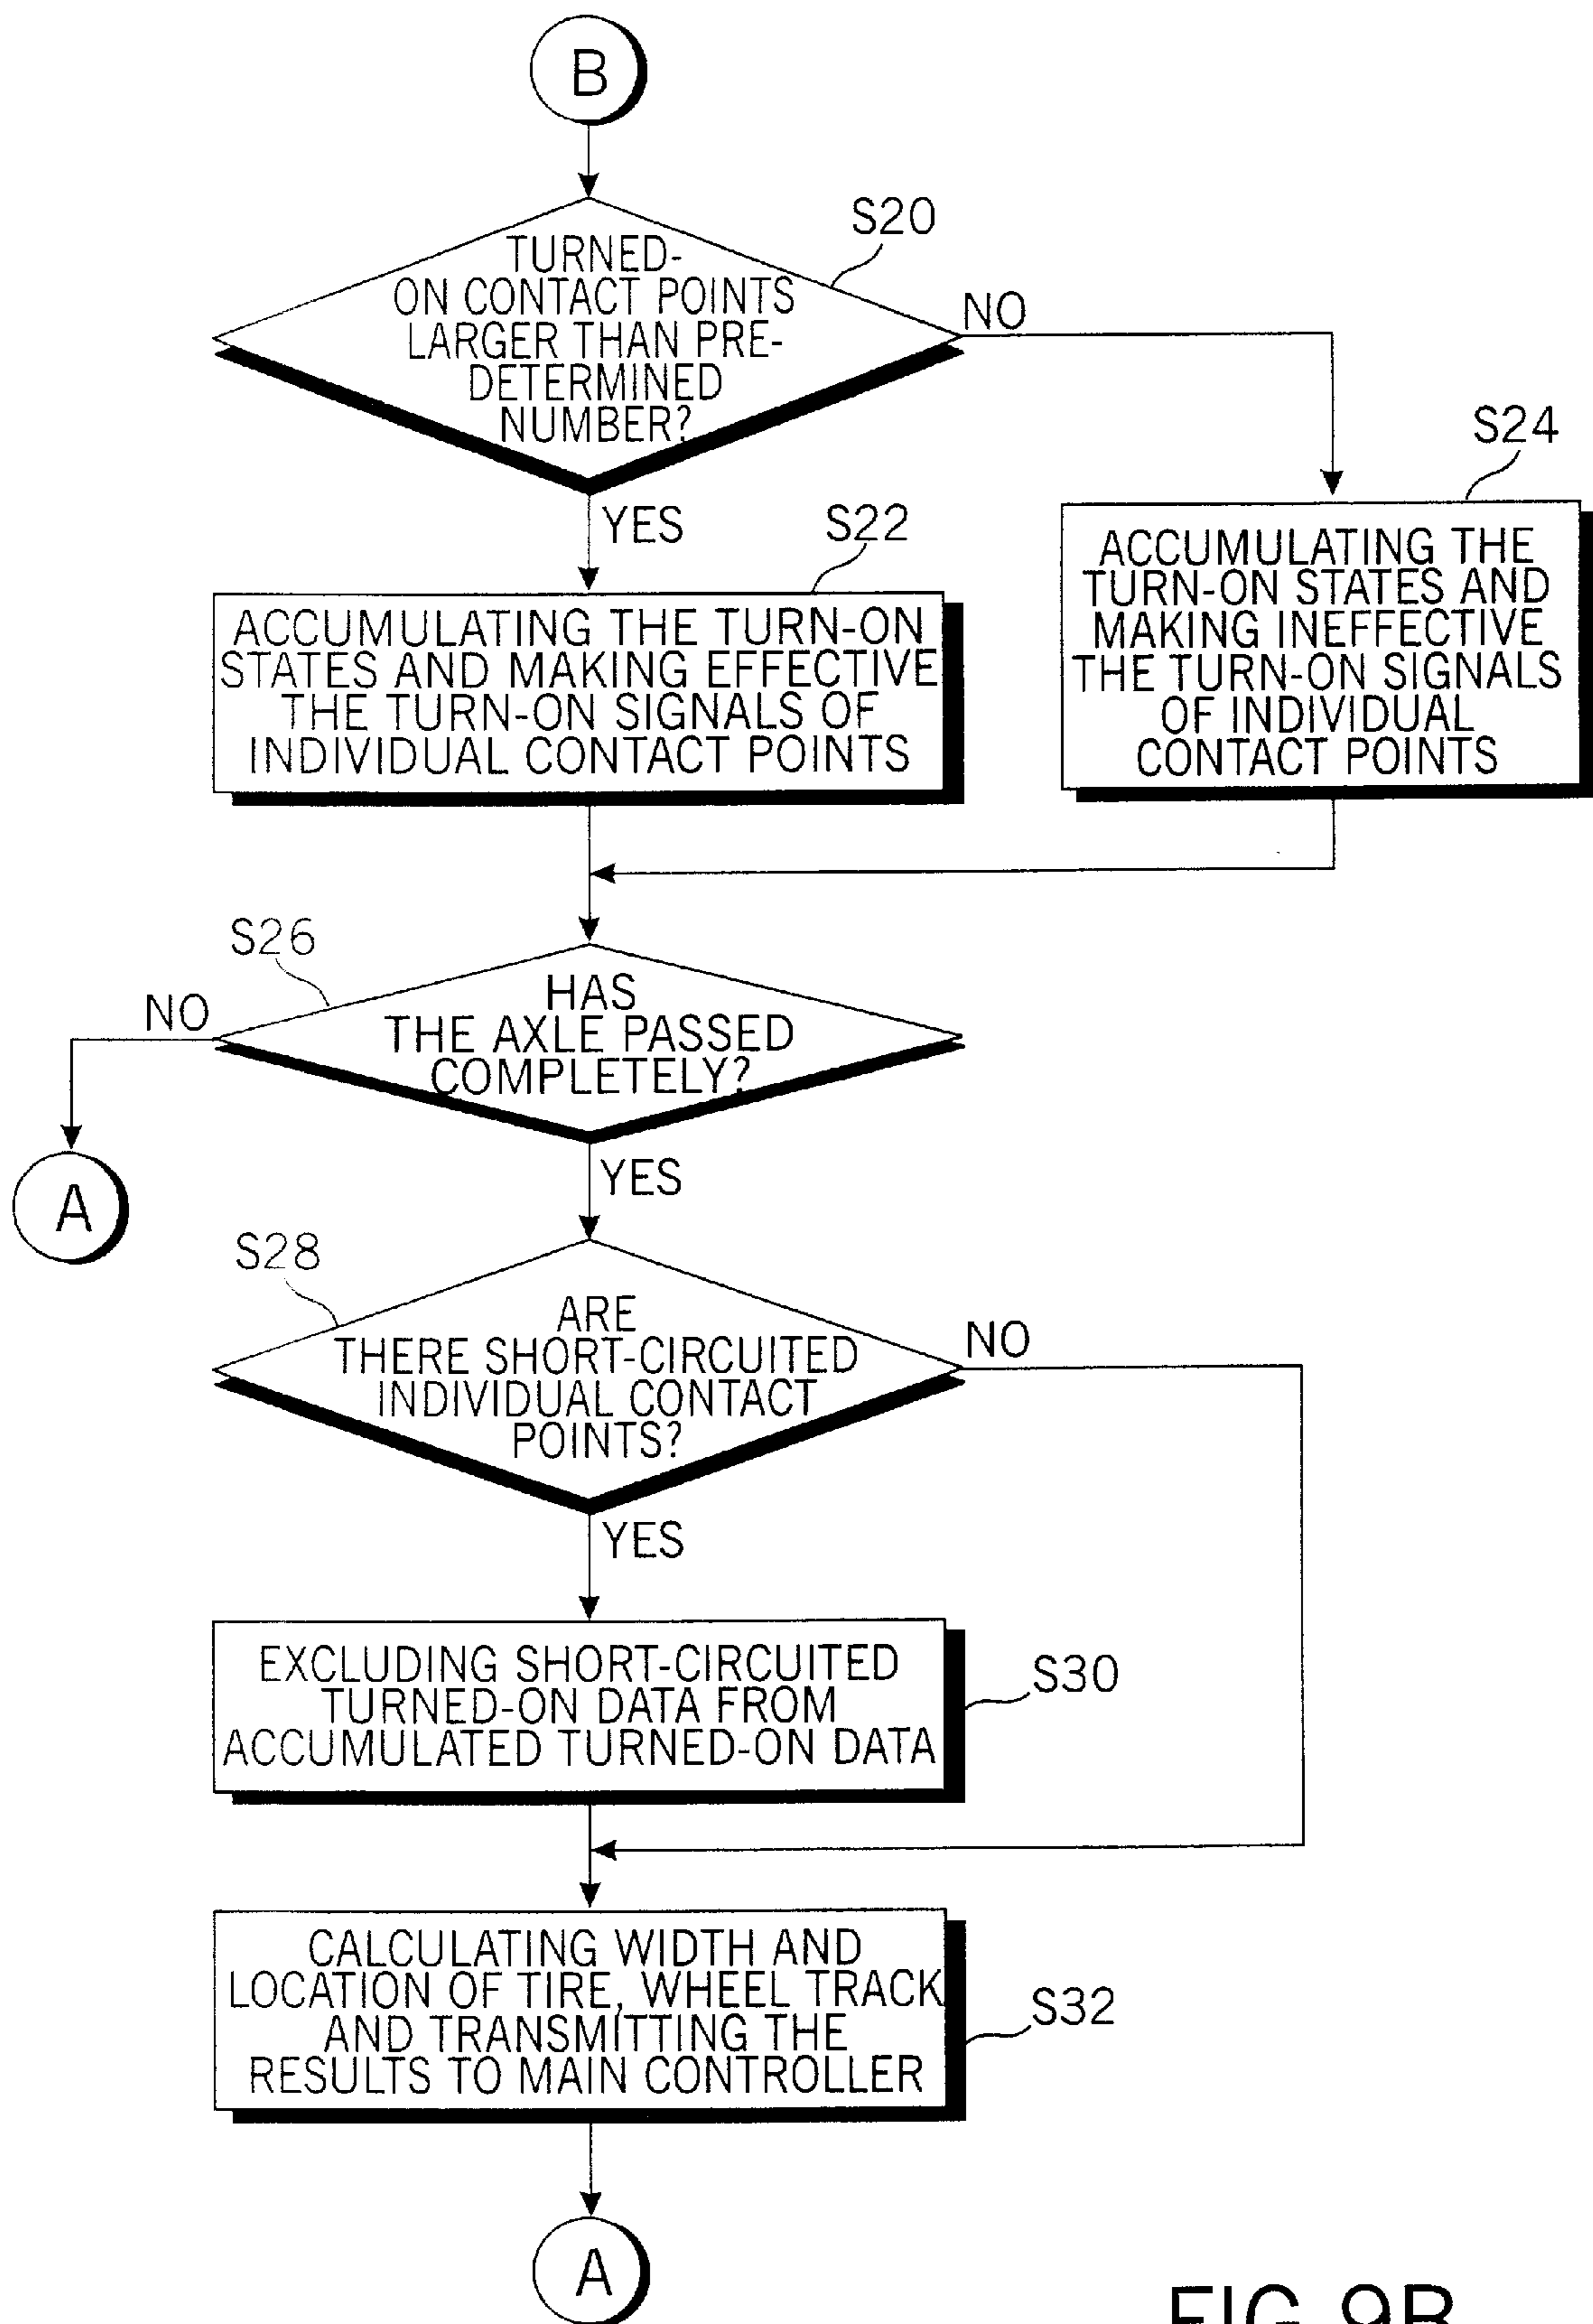 B
S20
TURNED-
ON CONTACT POINTS
LARGER THAN PRE-
DETERMINED
NUMBER?
NO
YES
S22
ACCUMULATING THE TURN-ON
STATES AND MAKING EFFECTIVE
THE TURN-ON SIGNALS OF
INDIVIDUAL CONTACT POINTS
S24
ACCUMULATING THE
TURN-ON STATES AND
MAKING INEFFECTIVE
THE TURN-ON SIGNALS
OF INDIVIDUAL
CONTACT POINTS
S26
HAS
THE AXLE PASSED
COMPLETELY?
NO
A
YES
S28
ARE
THERE SHORT-CIRCUITED
INDIVIDUAL CONTACT
POINTS?
NO
YES
EXCLUDING SHORT-CIRCUITED
TURNED-ON DATA FROM
ACCUMULATED TURNED-ON DATA
S30
CALCULATING WIDTH AND
LOCATION OF TIRE, WHEEL TRACK
AND TRANSMITTING THE
RESULTS TO MAIN CONTROLLER
S32
A
FIG. 9B